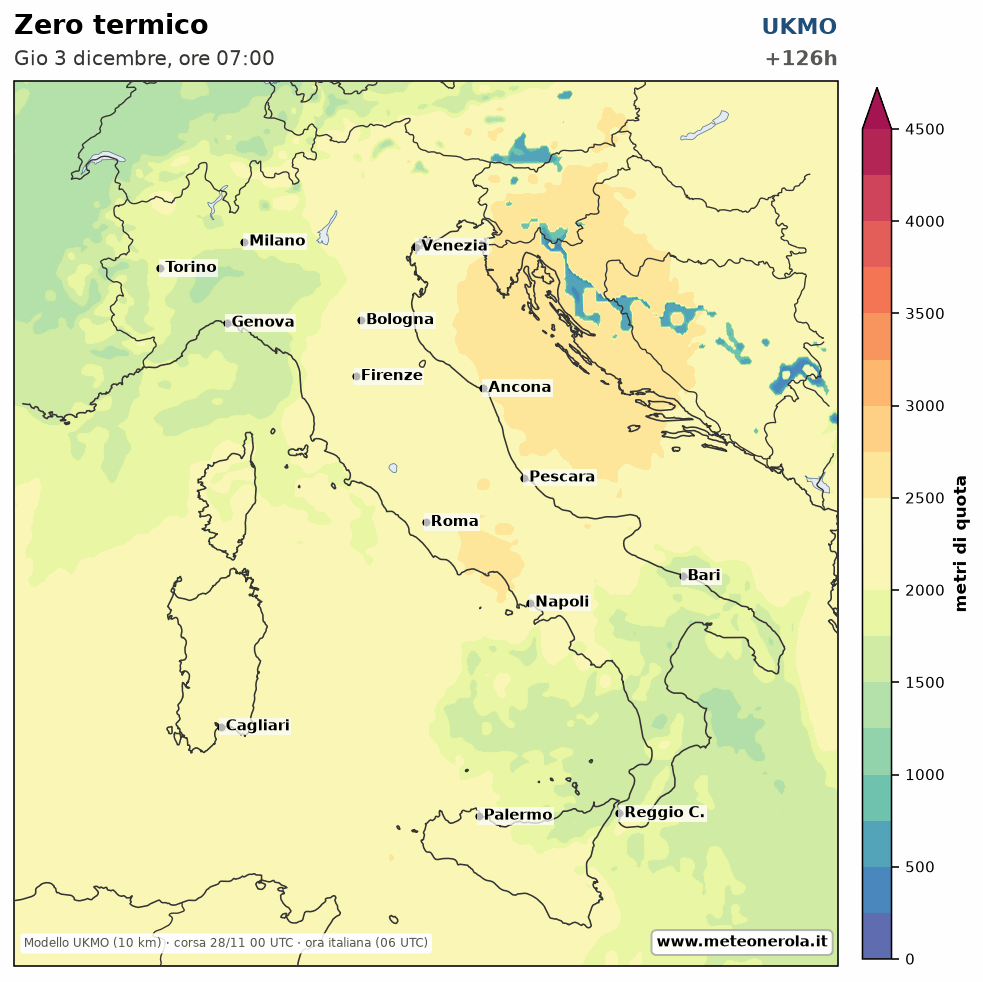 Zero termico
UKMO
Gio 3 dicembre, ore 07:00
+126h
4500
4000
3500
3000
2500
2000
1500
1000
500
0
metri di quota
Milano
Venezia
Torino
Genova
Bologna
Firenze
Ancona
Pescara
Roma
Bari
Napoli
Cagliari
Palermo
Reggio C.
Modello UKMO (10 km) · corsa 28/11 00 UTC · ora italiana (06 UTC)
www.meteonerola.it